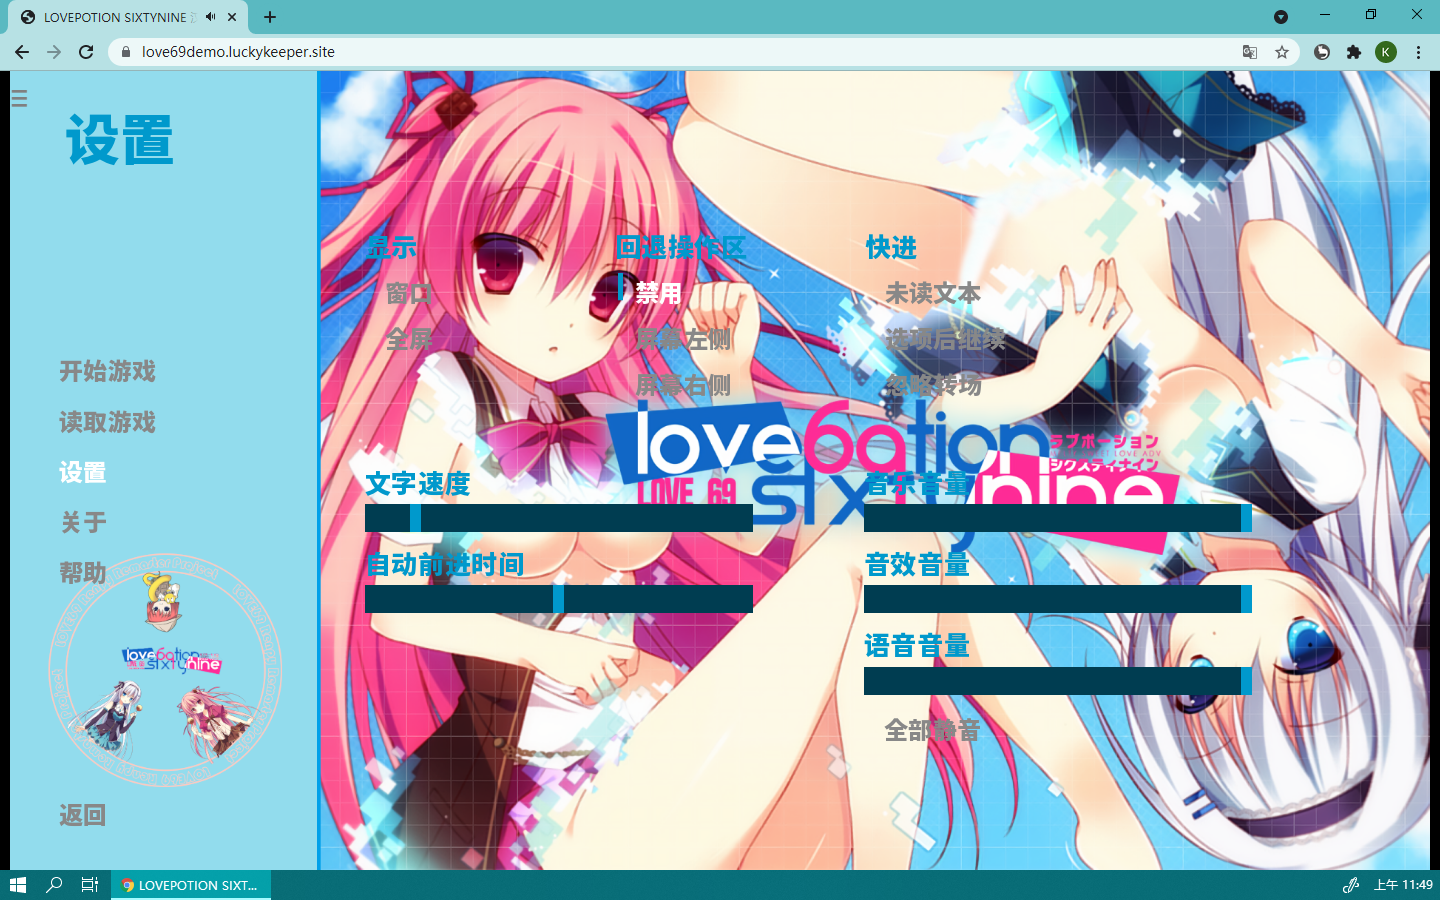 LOVEPOTION SIXTYNINE
love69demo.luckykeeper.site
K
设置
开始游戏
读取游戏
设置
关于
帮助
返回
显示
窗口
全屏
回退操作区
禁用
屏幕左侧
屏幕右侧
快进
未读文本
选项后继续
忽略转场
love6ation
sixtynine
LOVE 69
ラブポーション
シクスティナイン
文字速度
自动前进时间
音乐音量
音效音量
语音音量
全部静音
love6ation
sixtynine
LOVEPOTION SIXT...
上午 11:49